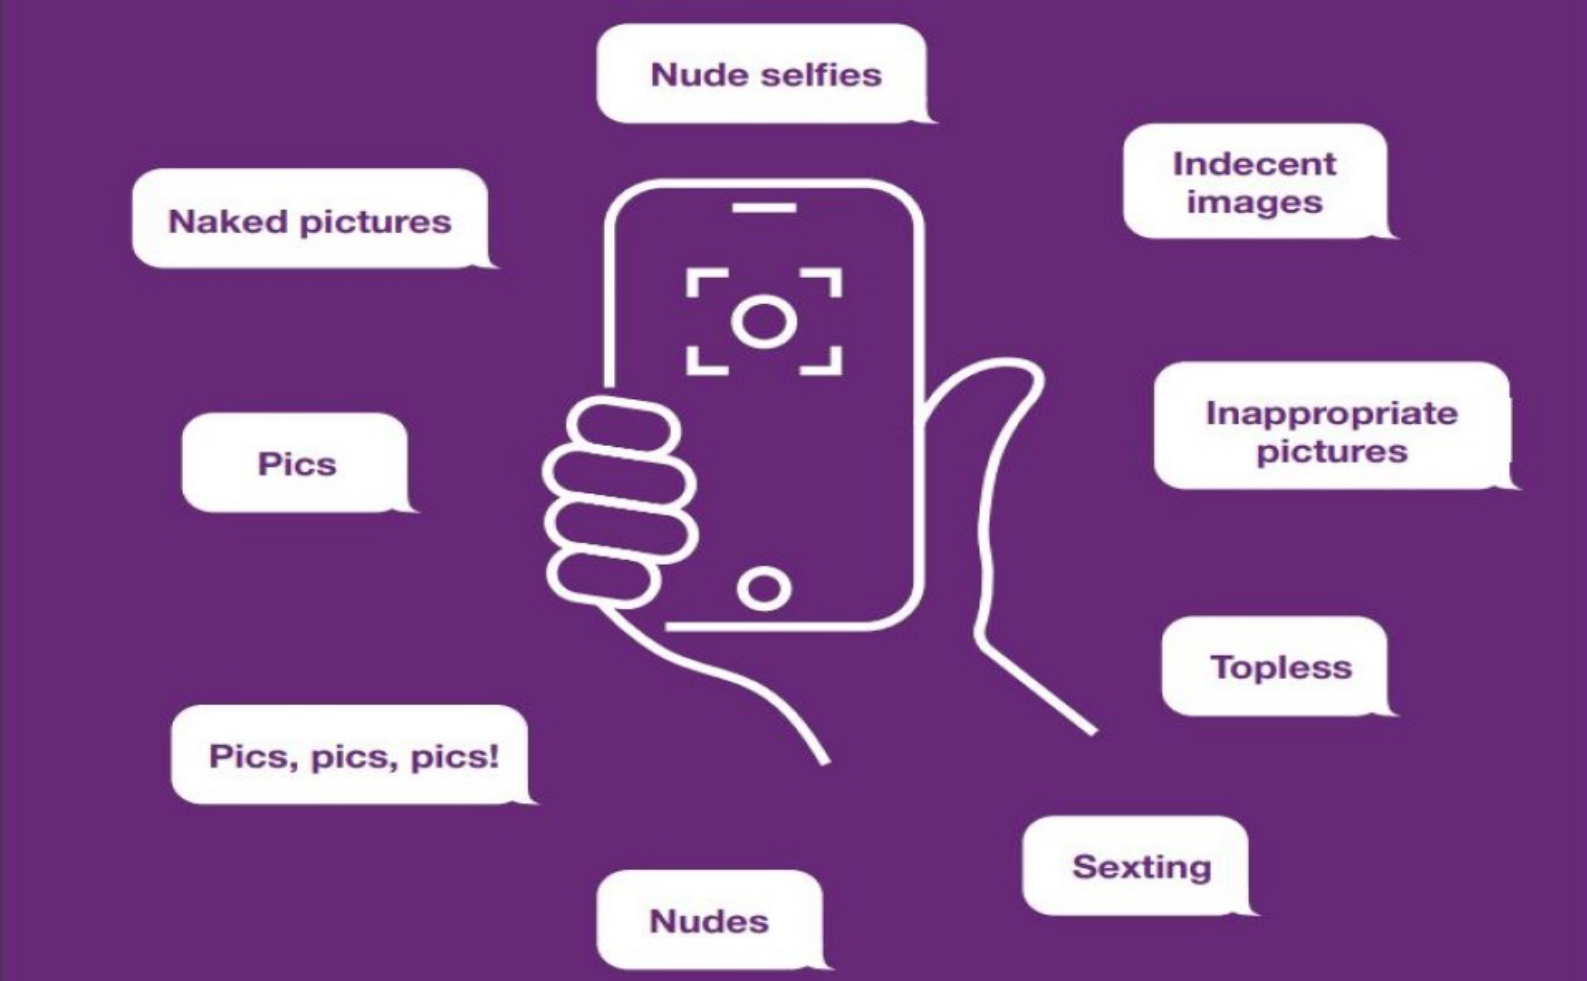 Nude selfies
Indecent
images
Naked pictures
Inappropriate
pictures
Pics
Topless
Pics, pics, pics!
Sexting
Nudes